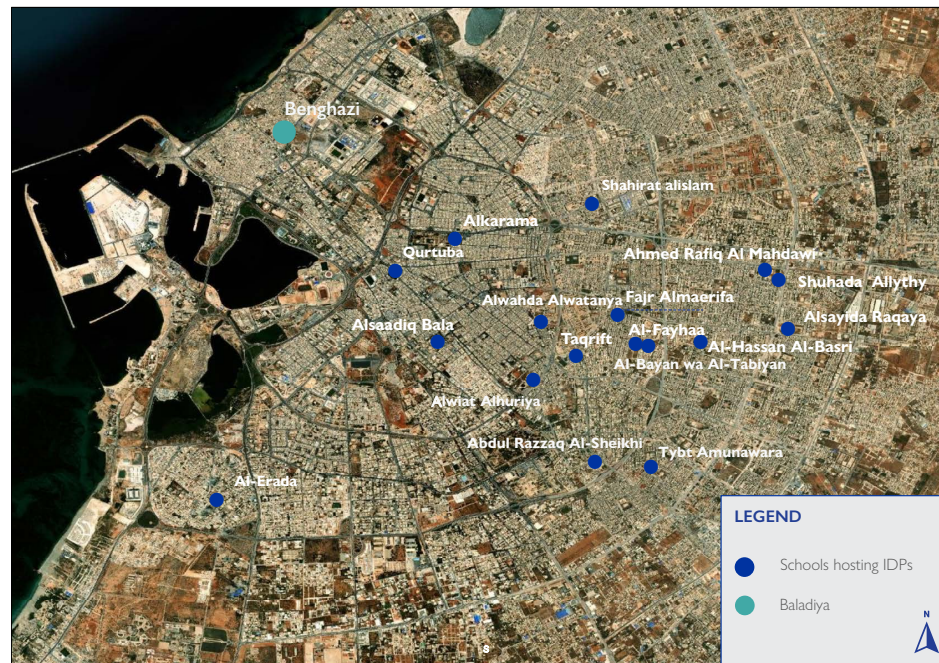 Benghazi
Shahirat alislam
Alkarama
Qurtuba
Ahmed Rafiq Al Mahdawi
Shuhada Allythy
Alwahda Alwatanya
Fajr Almaerifa
Alsaadiq Bala
Taqrift
Al-Fayhaa
Alsayida Raqaya
Al-Hassan Al-Basri
Al-Bayan wa Al-Tabiyan
Alwiat Alhuriya
Abdul Razzaq Al-Sheikhi
Tybt Amunawara
Al-Erada
LEGEND
Schools hosting IDPs
Baladiya
N
S